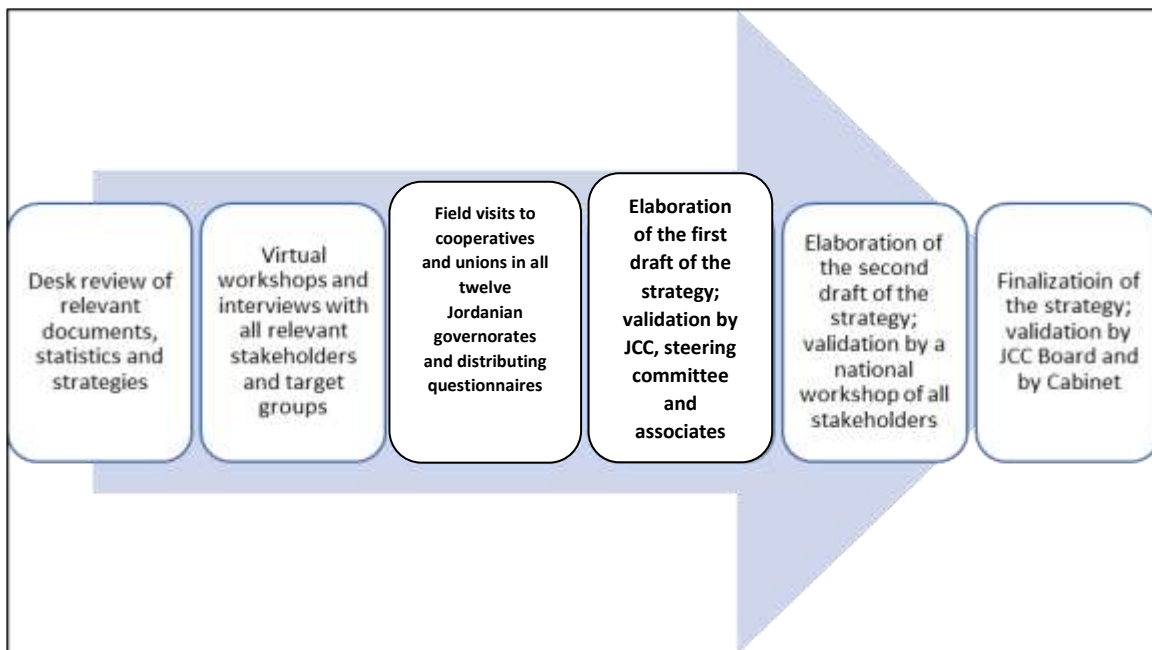 Desk review of
relevant
documents,
statistics and
strategies
Virtual
workshops and
interviews with
all relevant
stakeholders
and target
groups
Field visits to
cooperatives
and unions in all
twelve
Jordanian
governorates
and distributing
questionnaires
Elaboration
of the first
draft of the
strategy;
validation by
JCC, steering
committee
and
associates
Elaboration of
the second
draft of the
strategy;
validation by a
national
workshop of all
stakeholders
Finalizatioin of
the strategy;
validation by
JCC Board and
by Cabinet